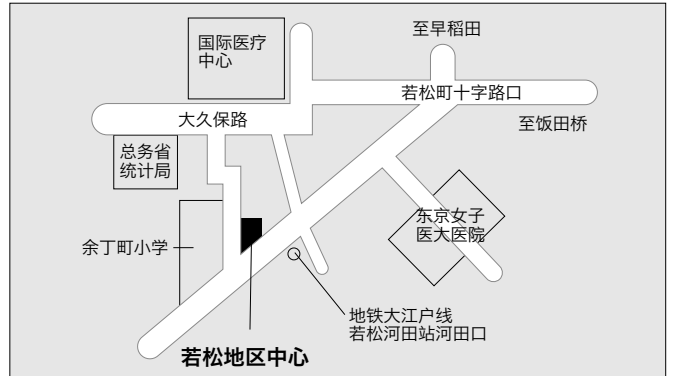 至早稻田
国际医疗
中心
若松町十字路口
大久保路
至饭田桥
总务省
统计局
东京女子
医大医院
余丁町小学
地铁大江户线
若松河田站河田口
若松地区中心